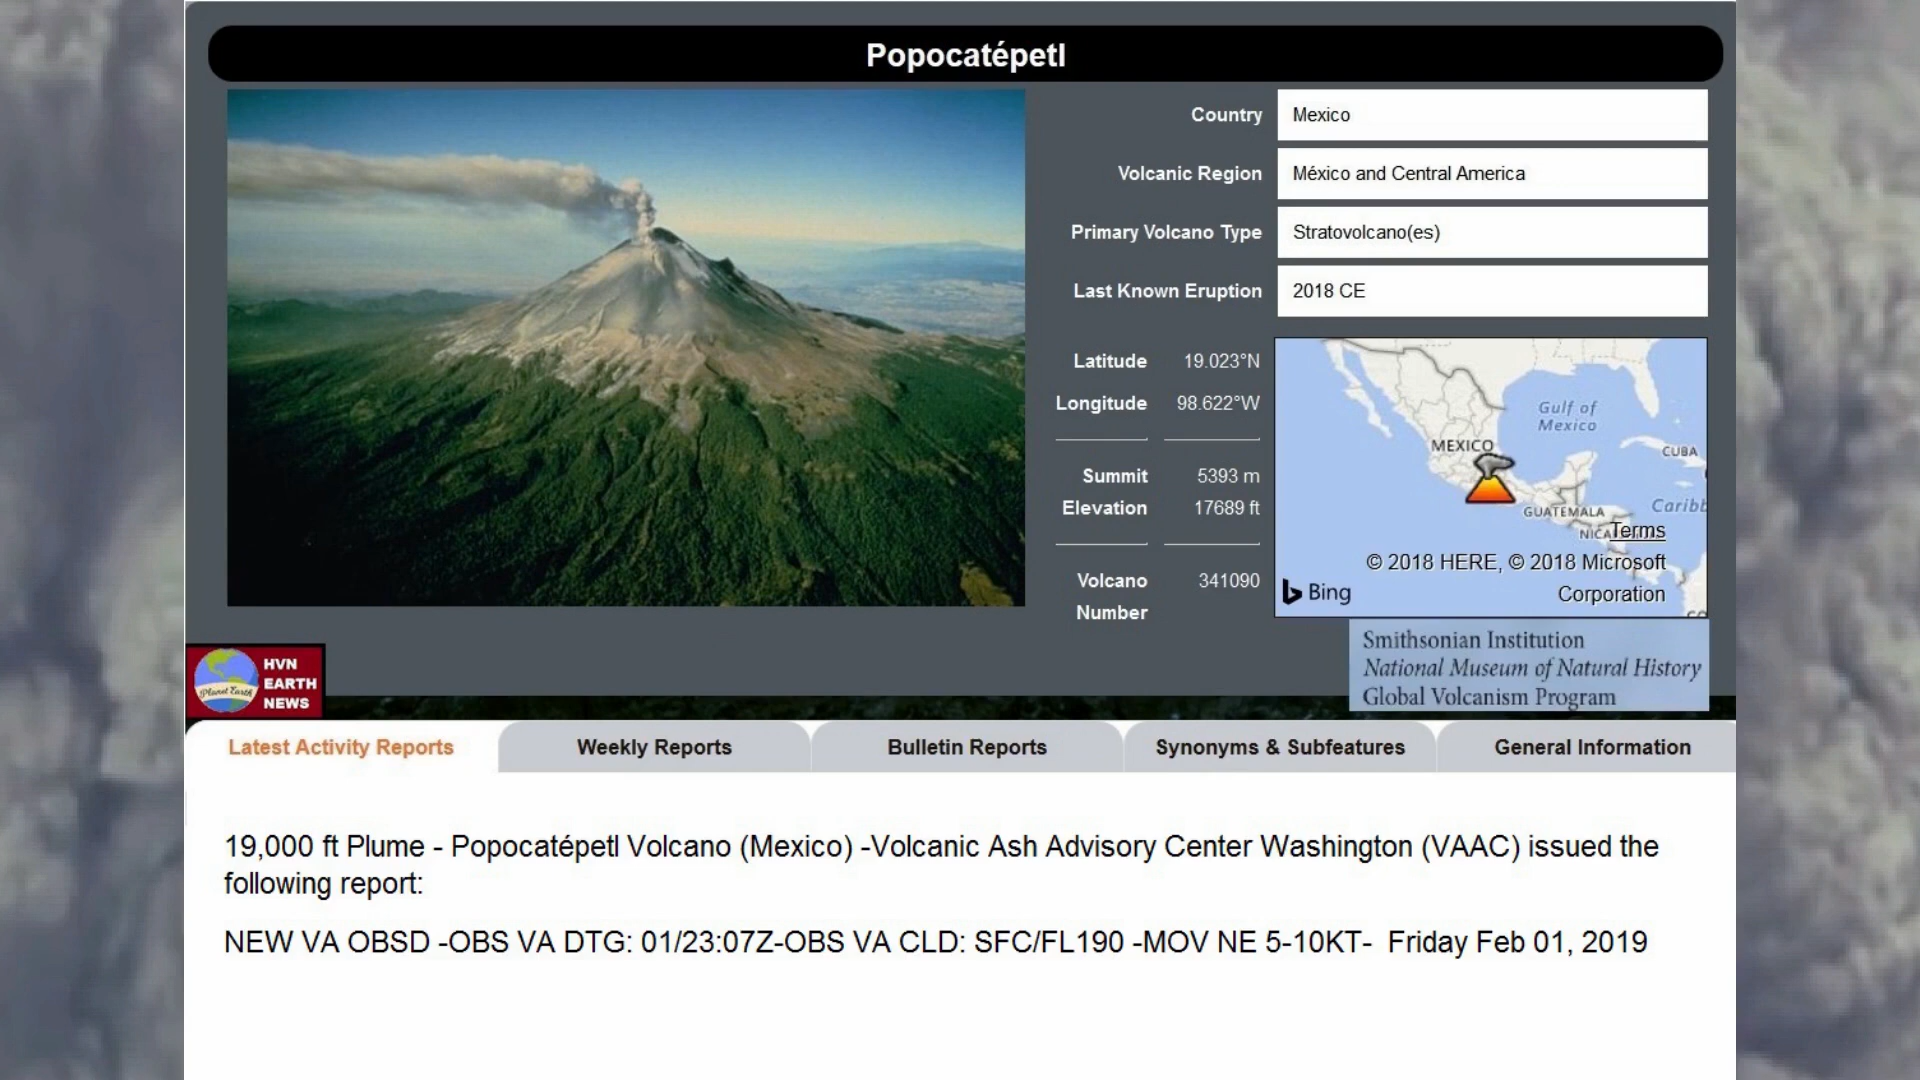 Popocatépetl
Country Mexico
Volcanic Region México and Central America
Primary Volcano Type Stratovolcano(es)
Last Known Eruption 2018 CE
Latitude 19.023°N
Longitude 98.622°W
Summit 5393 m
Elevation 17689 ft
Volcano 341090
Number
Gulf of
Mexico
MEXICO
CUBA
GUATEMALA
Terms
© 2018 HERE, © 2018 Microsoft
Corporation
Bing
Smithsonian Institution
National Museum of Natural History
Global Volcanism Program
Planet Earth
HVN
EARTH
NEWS
Latest Activity Reports Weekly Reports Bulletin Reports Synonyms & Subfeatures General Information
19,000 ft Plume - Popocatépetl Volcano (Mexico) -Volcanic Ash Advisory Center Washington (VAAC) issued the
following report:
NEW VA OBSD -OBS VA DTG: 01/23:07Z-OBS VA CLD: SFC/FL190 -MOV NE 5-10KT- Friday Feb 01, 2019